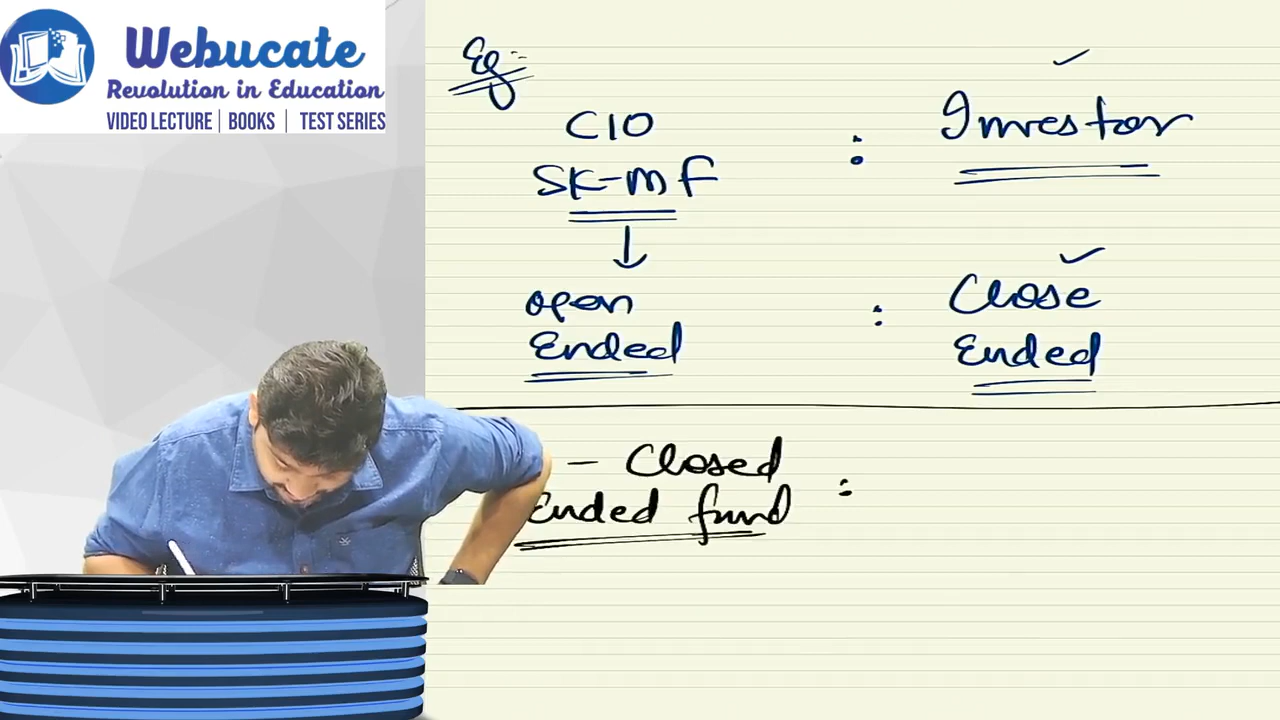 Webucate
Revolution in Education
VIDEO LECTURE | BOOKS | TEST SERIES
Eg:-
CIO : Investor
SK-MF
open : Close
Ended Ended
- Closed
Ended fund :